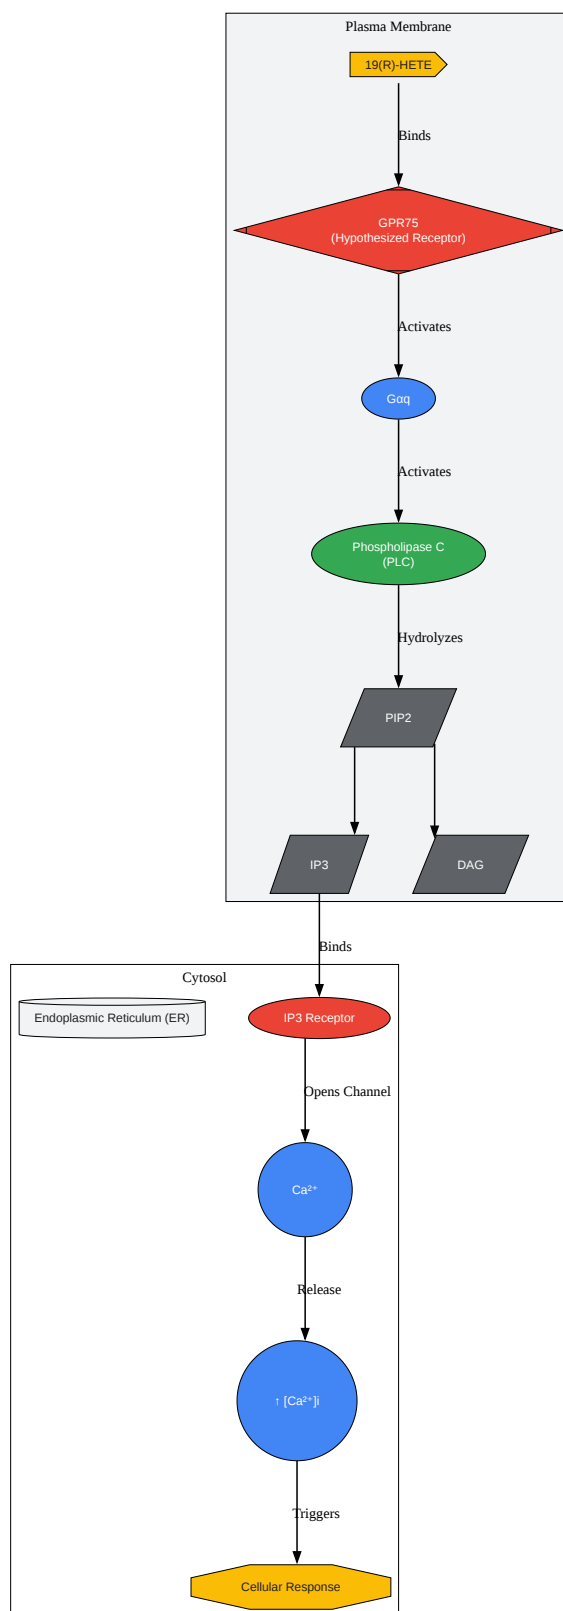 Plasma Membrane
19(R)-HETE
Binds
GPR75
(Hypothesized Receptor)
Activates
Gαq
Activates
Phospholipase C
(PLC)
Hydrolyzes
PIP2
IP3
DAG
Binds
Cytosol
Endoplasmic Reticulum (ER)
IP3 Receptor
Opens Channel
Ca²⁺
Release
↑ [Ca²⁺]i
Triggers
Cellular Response